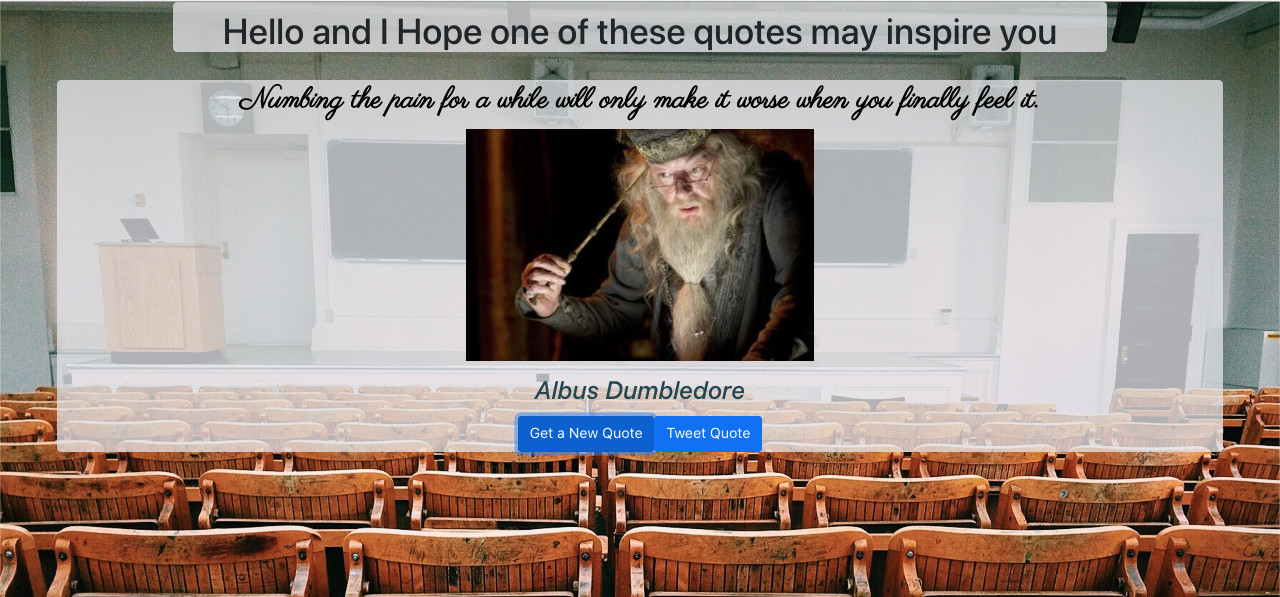 Hello and I Hope one of these quotes may inspire you
Numbing the pain for a while will only make it worse when you finally feel it.
Albus Dumbledore
Get a New Quote Tweet Quote